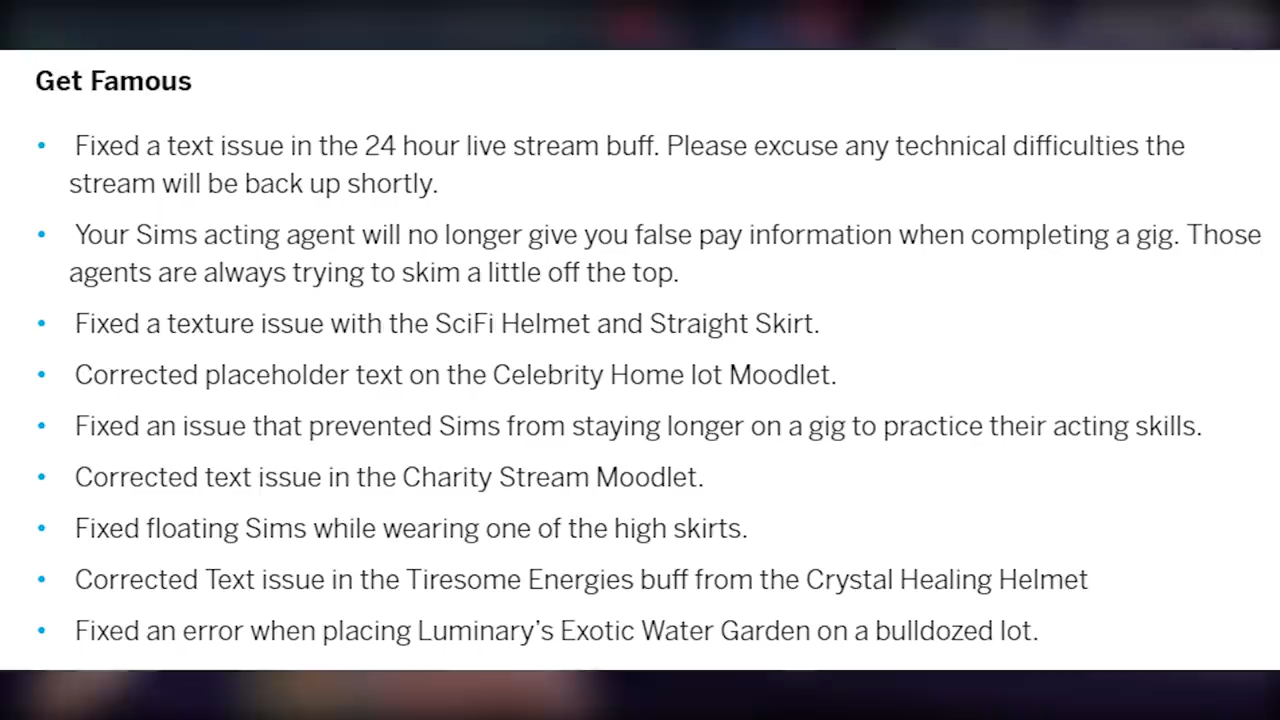 Get Famous
• Fixed a text issue in the 24 hour live stream buff. Please excuse any technical difficulties the
stream will be back up shortly.
• Your Sims acting agent will no longer give you false pay information when completing a gig. Those
agents are always trying to skim a little off the top.
• Fixed a texture issue with the SciFi Helmet and Straight Skirt.
• Corrected placeholder text on the Celebrity Home lot Moodlet.
• Fixed an issue that prevented Sims from staying longer on a gig to practice their acting skills.
• Corrected text issue in the Charity Stream Moodlet.
• Fixed floating Sims while wearing one of the high skirts.
• Corrected Text issue in the Tiresome Energies buff from the Crystal Healing Helmet
• Fixed an error when placing Luminary’s Exotic Water Garden on a bulldozed lot.